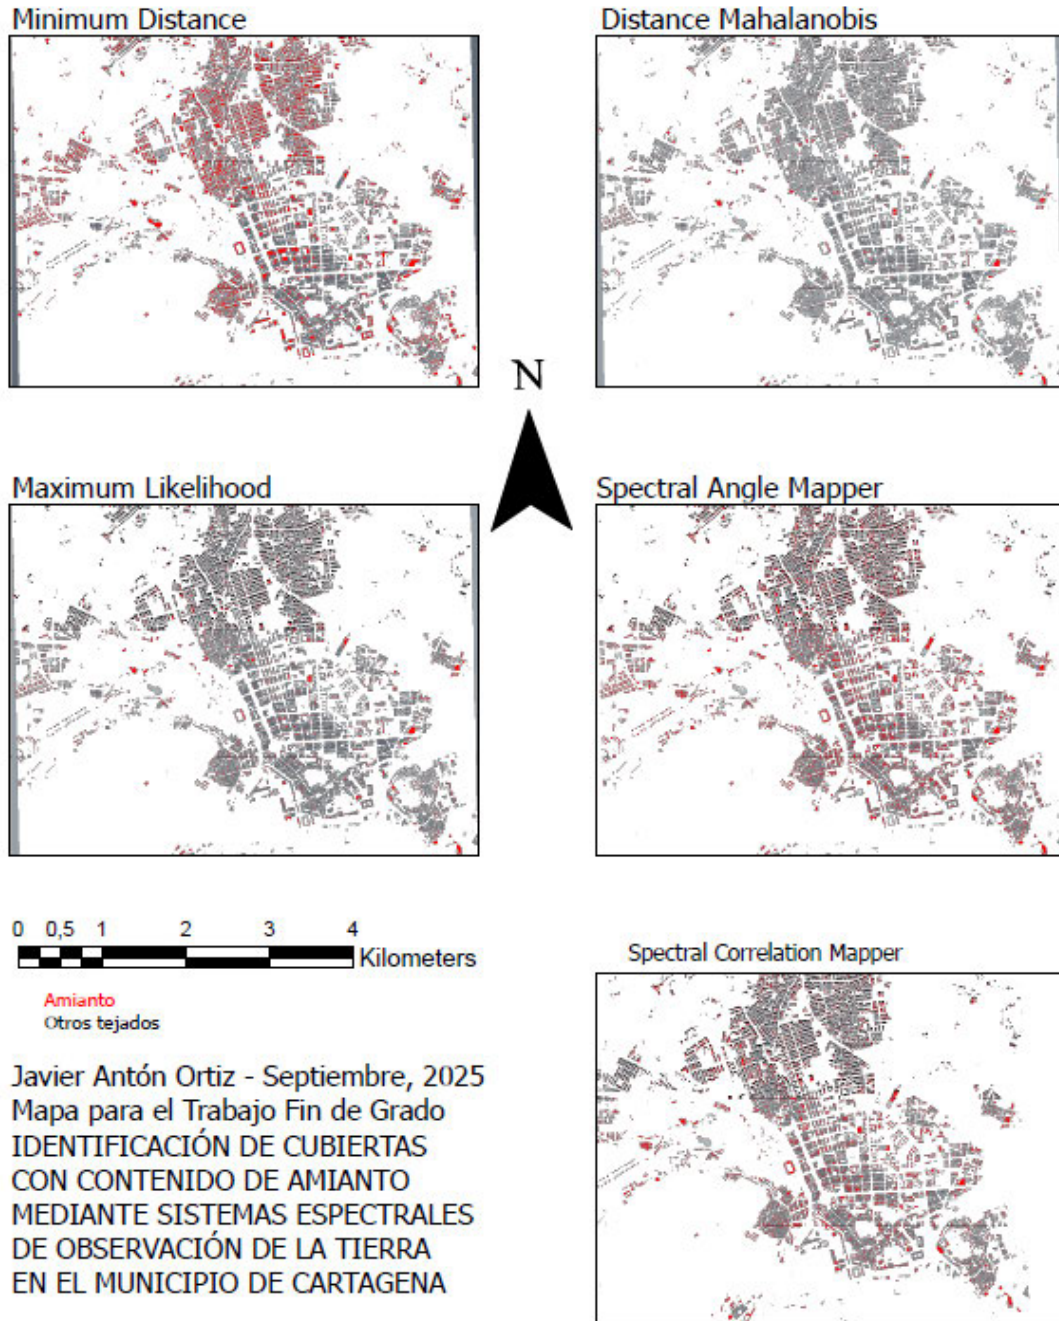 Minimum Distance
Distance Mahalanobis
N
Maximum Likelihood
Spectral Angle Mapper
0 0,5 1 2 3 4
Kilometers
Spectral Correlation Mapper
Amianto
Otros tejados
Javier Antón Ortiz - Septiembre, 2025
Mapa para el Trabajo Fin de Grado
IDENTIFICACIÓN DE CUBIERTAS
CON CONTENIDO DE AMIANTO
MEDIANTE SISTEMAS ESPECTRALES
DE OBSERVACIÓN DE LA TIERRA
EN EL MUNICIPIO DE CARTAGENA